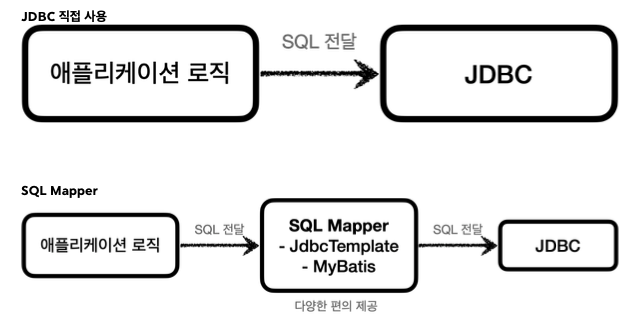 JDBC 직접 사용
SQL 전달
애플리케이션 로직
JDBC
SQL Mapper
애플리케이션 로직
SQL 전달
SQL Mapper
- JdbcTemplate
- MyBatis
SQL 전달
JDBC
다양한 편의 제공